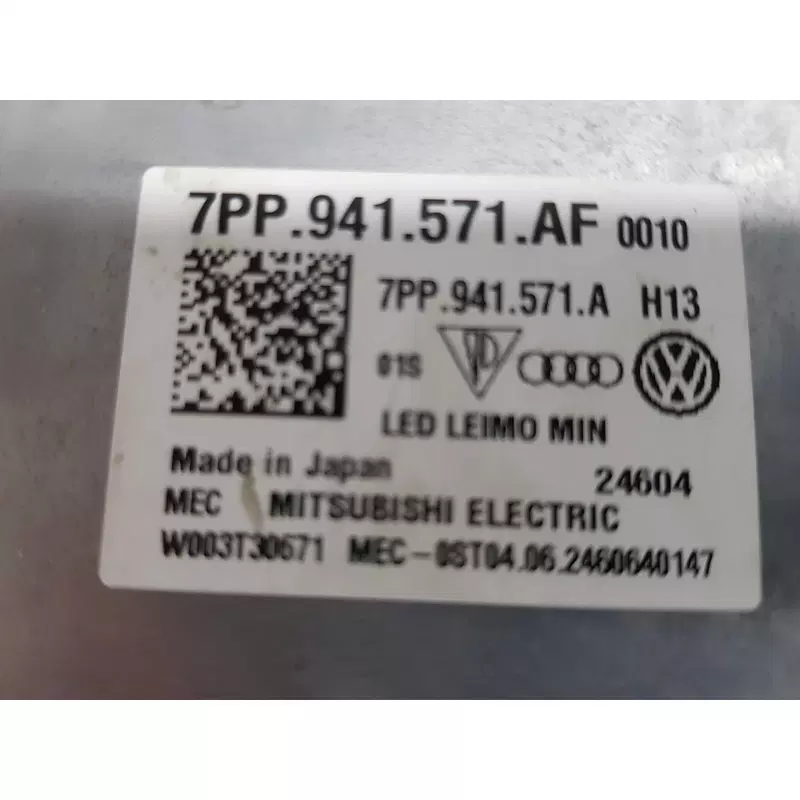 7PP.941.571.AF 0010
7PP.941.571.A H13
01S
LED LEIMO MIN
Made in Japan 24604
MEC MITSUBISHI ELECTRIC
W003T30671 MEC-0ST04.06.2460640147